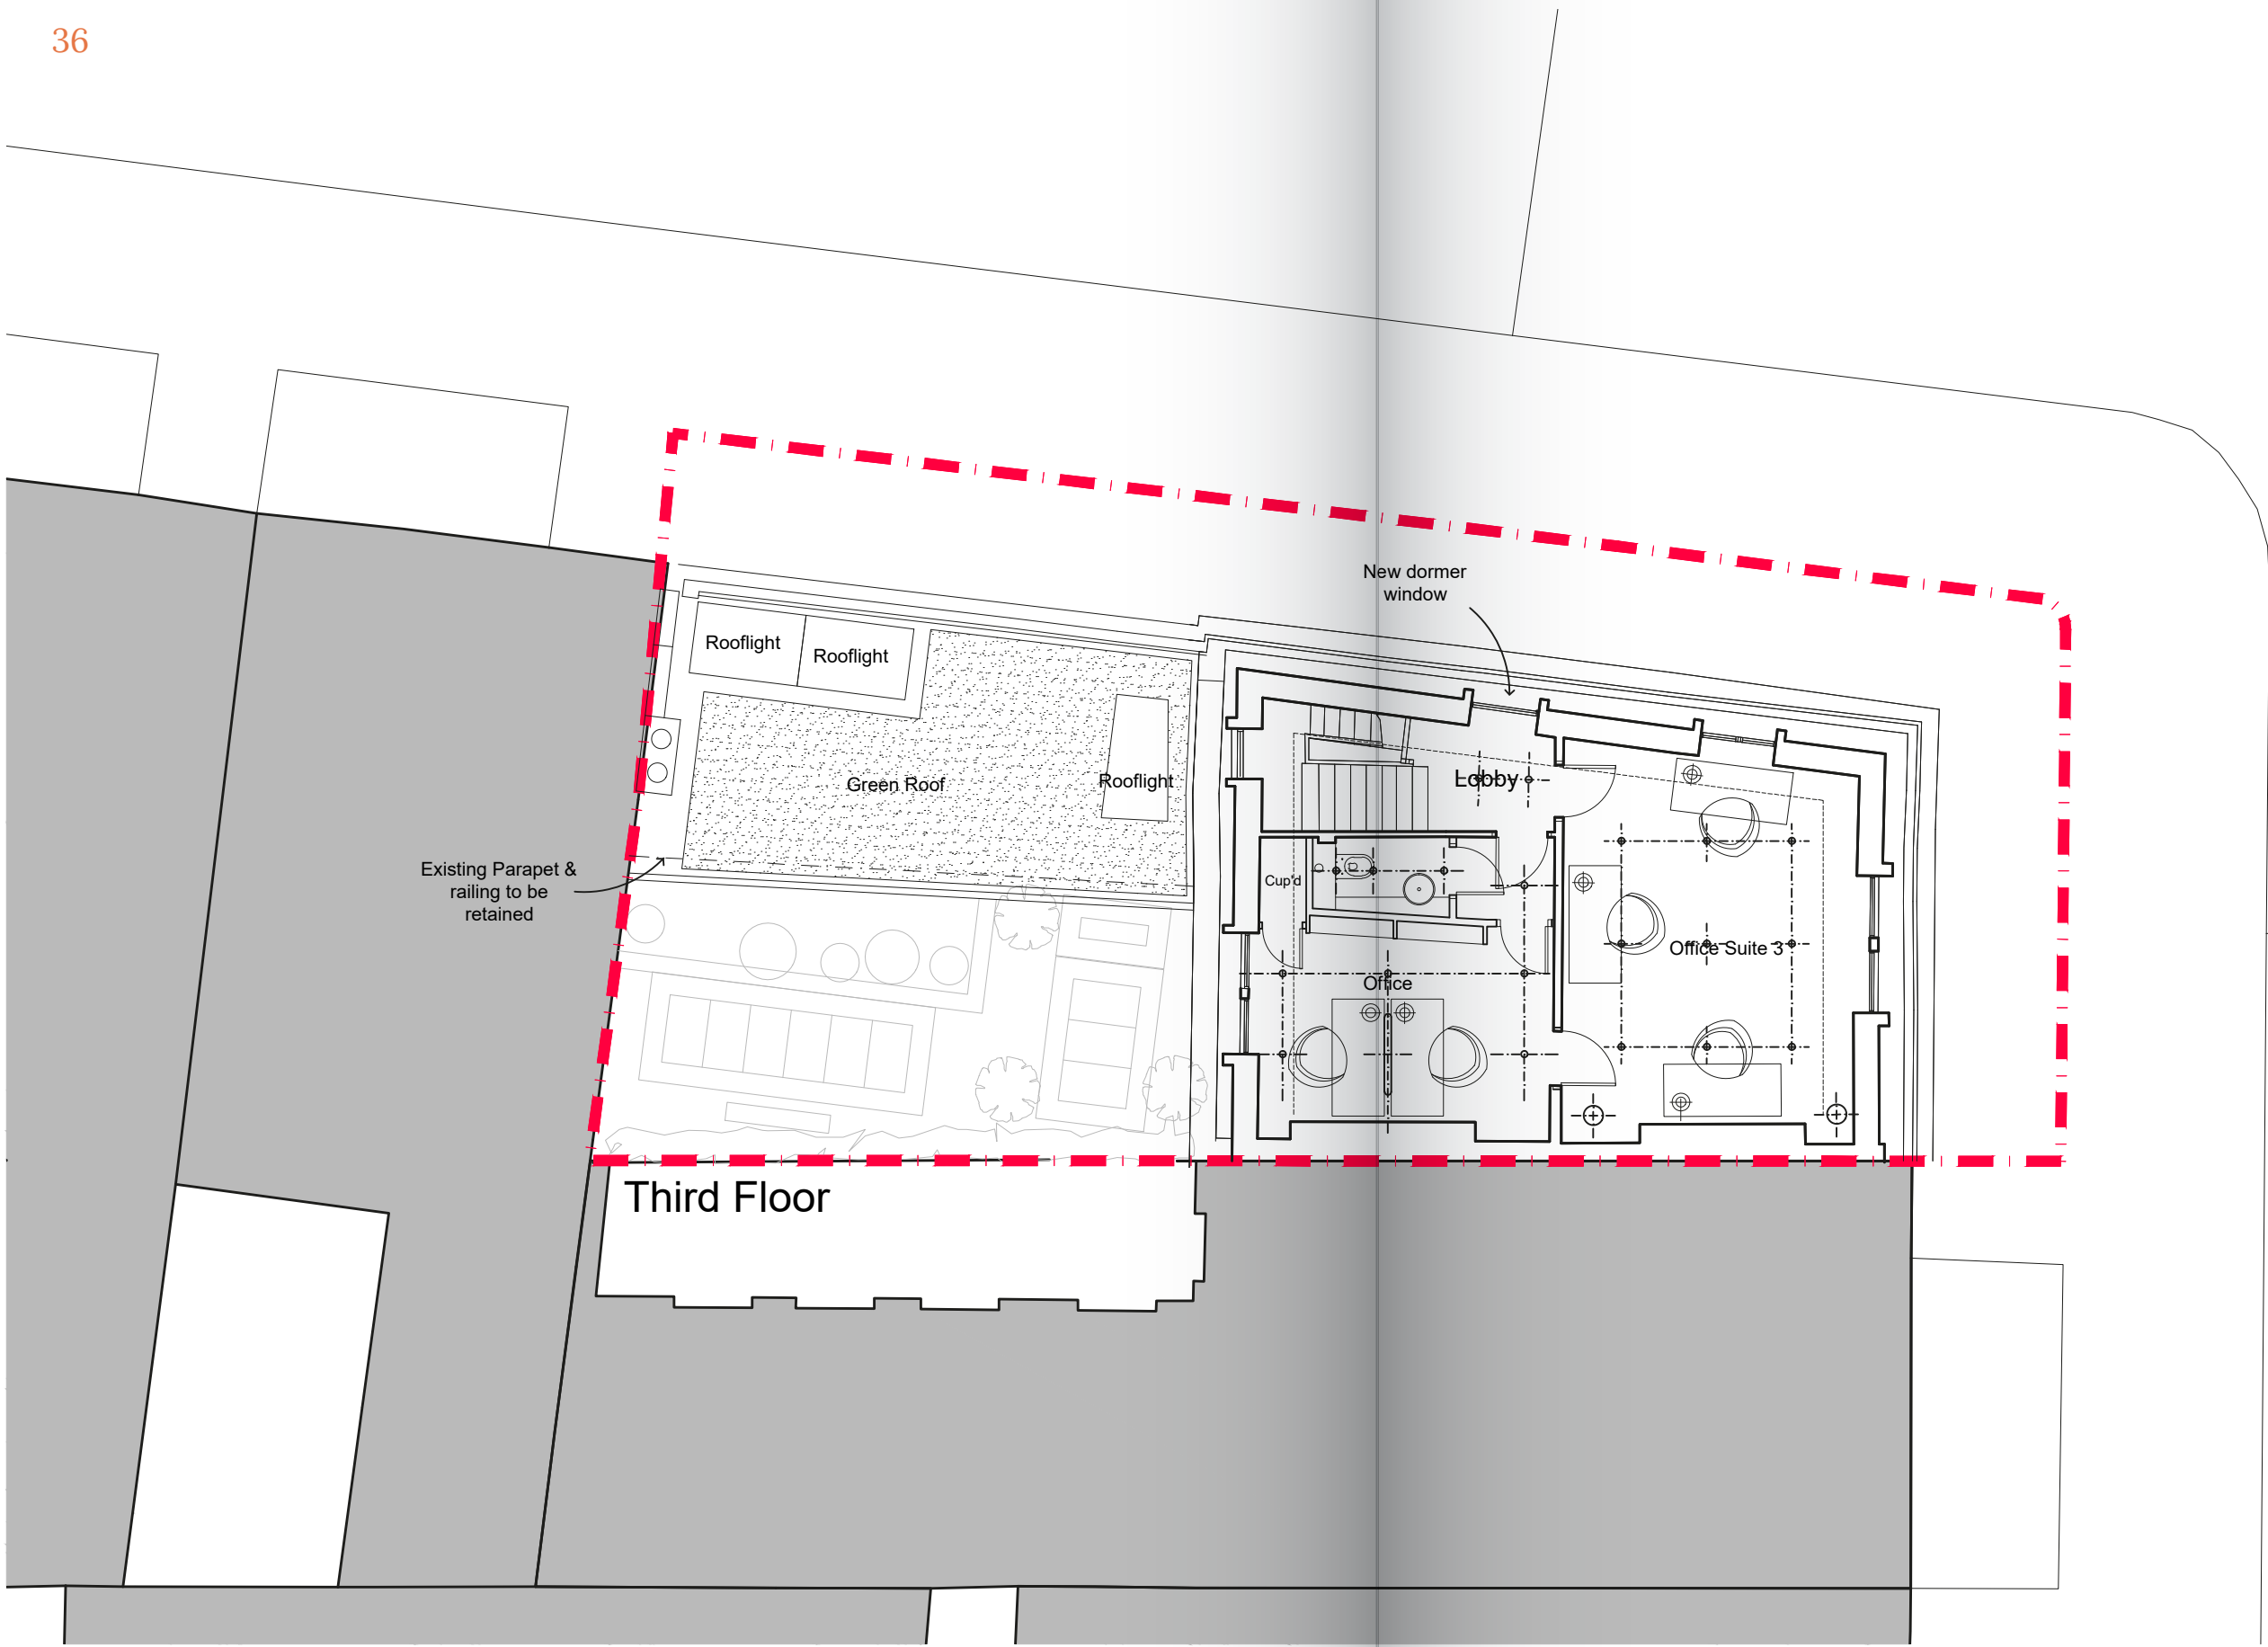 36
New dormer
window
Rooflight
Rooflight
Rooflight
Green Roof
Lobby
Existing Parapet &
railing to be
retained
Cup'd
Office Suite 3
Office
Third Floor